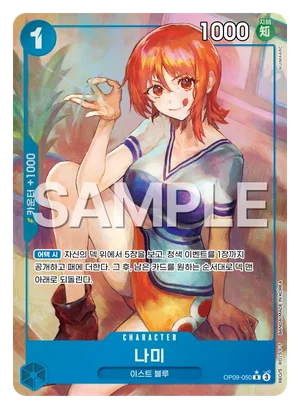 1
1000
지혜
知
카운터 +1000
SAMPLE
어택 시 자신의 덱 위에서 5장을 보고, 청색 이벤트를 1장까지
공개하고 패에 더한다. 그 후, 남은 카드를 원하는 순서대로 덱 맨
아래로 되돌린다.
CHARACTER
나미
이스트 블루
OP09-050 R
3